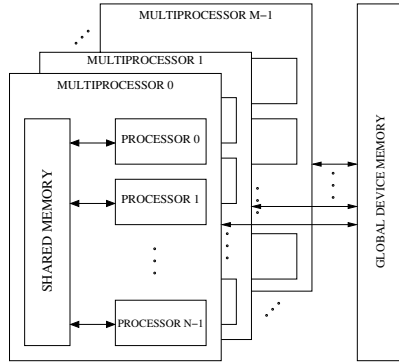 MULTIPROCESSOR M−1
MULTIPROCESSOR 1
MULTIPROCESSOR 0
SHARED MEMORY
PROCESSOR 0
PROCESSOR 1
PROCESSOR N−1
GLOBAL DEVICE MEMORY